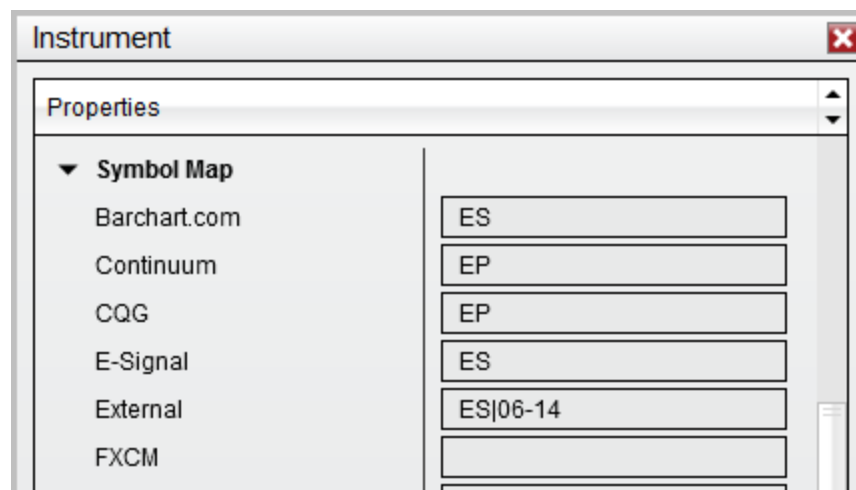 Instrument
Properties
Symbol Map
Barchart.com ES
Continuum EP
CQG EP
E-Signal ES
External ES|06-14
FXCM